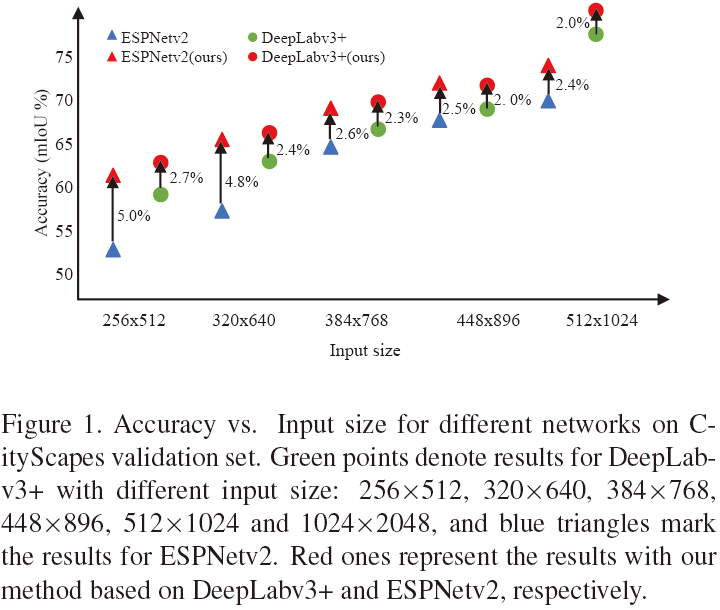 ESPNetv2 DeepLabv3+
ESPNetv2(ours) DeepLabv3+(ours)
2.0%
75
2.4%
70
2.5%
2. 0%
2.6%
2.3%
65
4.8%
2.4%
60
5.0%
2.7%
55
50
Accuracy (mIoU %)
256x512 320x640 384x768 448x896 512x1024
Input size
Figure 1. Accuracy vs. Input size for different networks on C-
ityScapes validation set. Green points denote results for DeepLab-
v3+ with different input size: 256×512, 320×640, 384×768,
448×896, 512×1024 and 1024×2048, and blue triangles mark
the results for ESPNetv2. Red ones represent the results with our
method based on DeepLabv3+ and ESPNetv2, respectively.